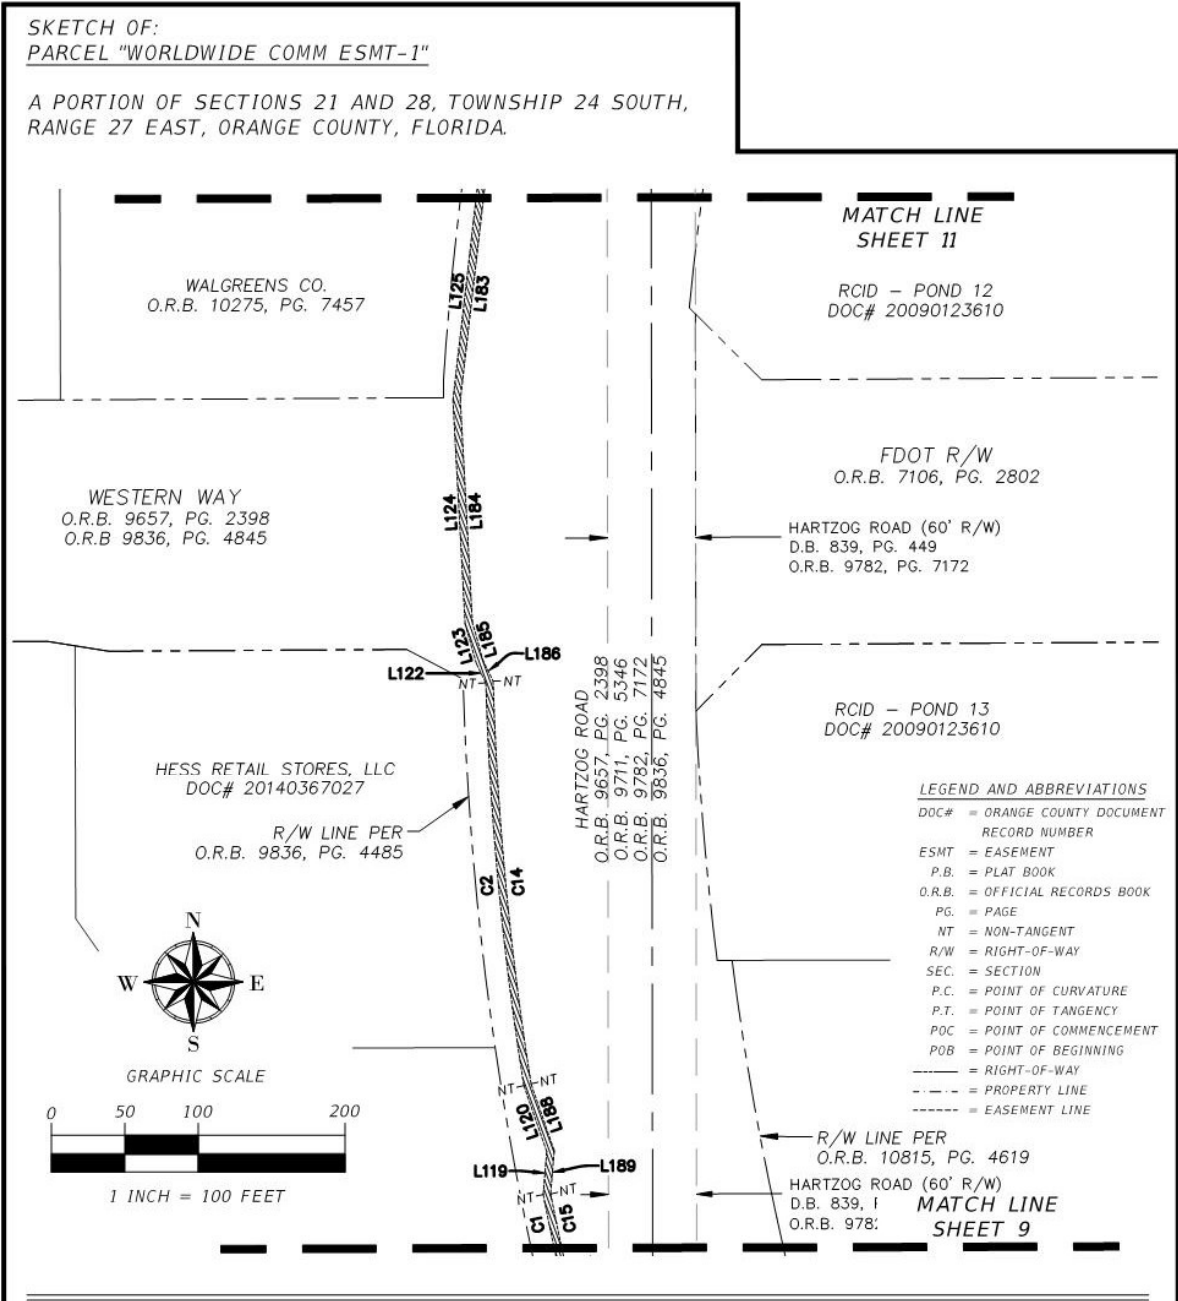 SKETCH OF:
PARCEL "WORLDWIDE COMM ESMT-1"
A PORTION OF SECTIONS 21 AND 28, TOWNSHIP 24 SOUTH,
RANGE 27 EAST, ORANGE COUNTY, FLORIDA.
MATCH LINE
SHEET 11
WALGREENS CO.
O.R.B. 10275, PG. 7457
L125
L183
RCID - POND 12
DOC# 20090123610
FDOT R/W
O.R.B. 7106, PG. 2802
WESTERN WAY
O.R.B. 9657, PG. 2398
O.R.B 9836, PG. 4845
L124
L184
HARTZOG ROAD (60' R/W)
D.B. 839, PG. 449
O.R.B. 9782, PG. 7172
L123
L185
L186
L122
NT
NT
HARTZOG ROAD
O.R.B. 9657, PG. 2398
O.R.B. 9711, PG. 5346
O.R.B. 9782, PG. 7172
O.R.B. 9836, PG. 4845
RCID - POND 13
DOC# 20090123610
HESS RETAIL STORES, LLC
DOC# 20140367027
R/W LINE PER
O.R.B. 9836, PG. 4485
C2
C14
LEGEND AND ABBREVIATIONS
DOC# = ORANGE COUNTY DOCUMENT
RECORD NUMBER
ESMT = EASEMENT
P.B. = PLAT BOOK
O.R.B. = OFFICIAL RECORDS BOOK
PG. = PAGE
NT = NON-TANGENT
R/W = RIGHT-OF-WAY
SEC. = SECTION
P.C. = POINT OF CURVATURE
P.T. = POINT OF TANGENCY
POC = POINT OF COMMENCEMENT
POB = POINT OF BEGINNING
= RIGHT-OF-WAY
= PROPERTY LINE
= EASEMENT LINE
N
W E
S
GRAPHIC SCALE
0 50 100 200
1 INCH = 100 FEET
NT
NT
L120
L188
L119
L189
NT
NT
C1
C15
R/W LINE PER
O.R.B. 10815, PG. 4619
HARTZOG ROAD (60' R/W)
D.B. 839,
O.R.B. 978
MATCH LINE
SHEET 9